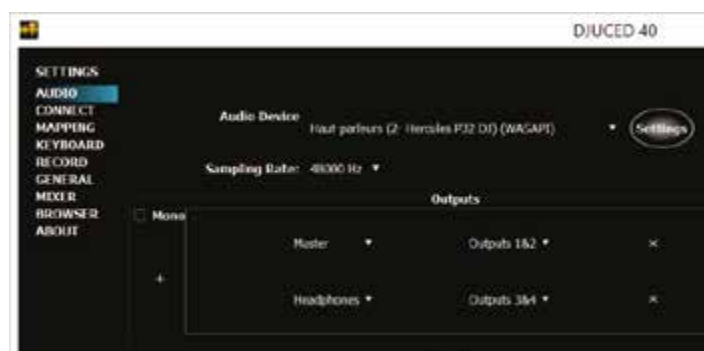 DJUCED 40
SETTINGS
AUDIO
CONNECT
MAPPING
KEYBOARD
RECORD
GENERAL
MIXER
BROWSER
ABOUT
Audio Device Haut parleurs (2- Hercules P32 DJ) (WASAPI) Settings
Sampling Rate: 48000 Hz
Outputs
Mono
Master Outputs 1&2 ×
+
Headphones Outputs 3&4 ×